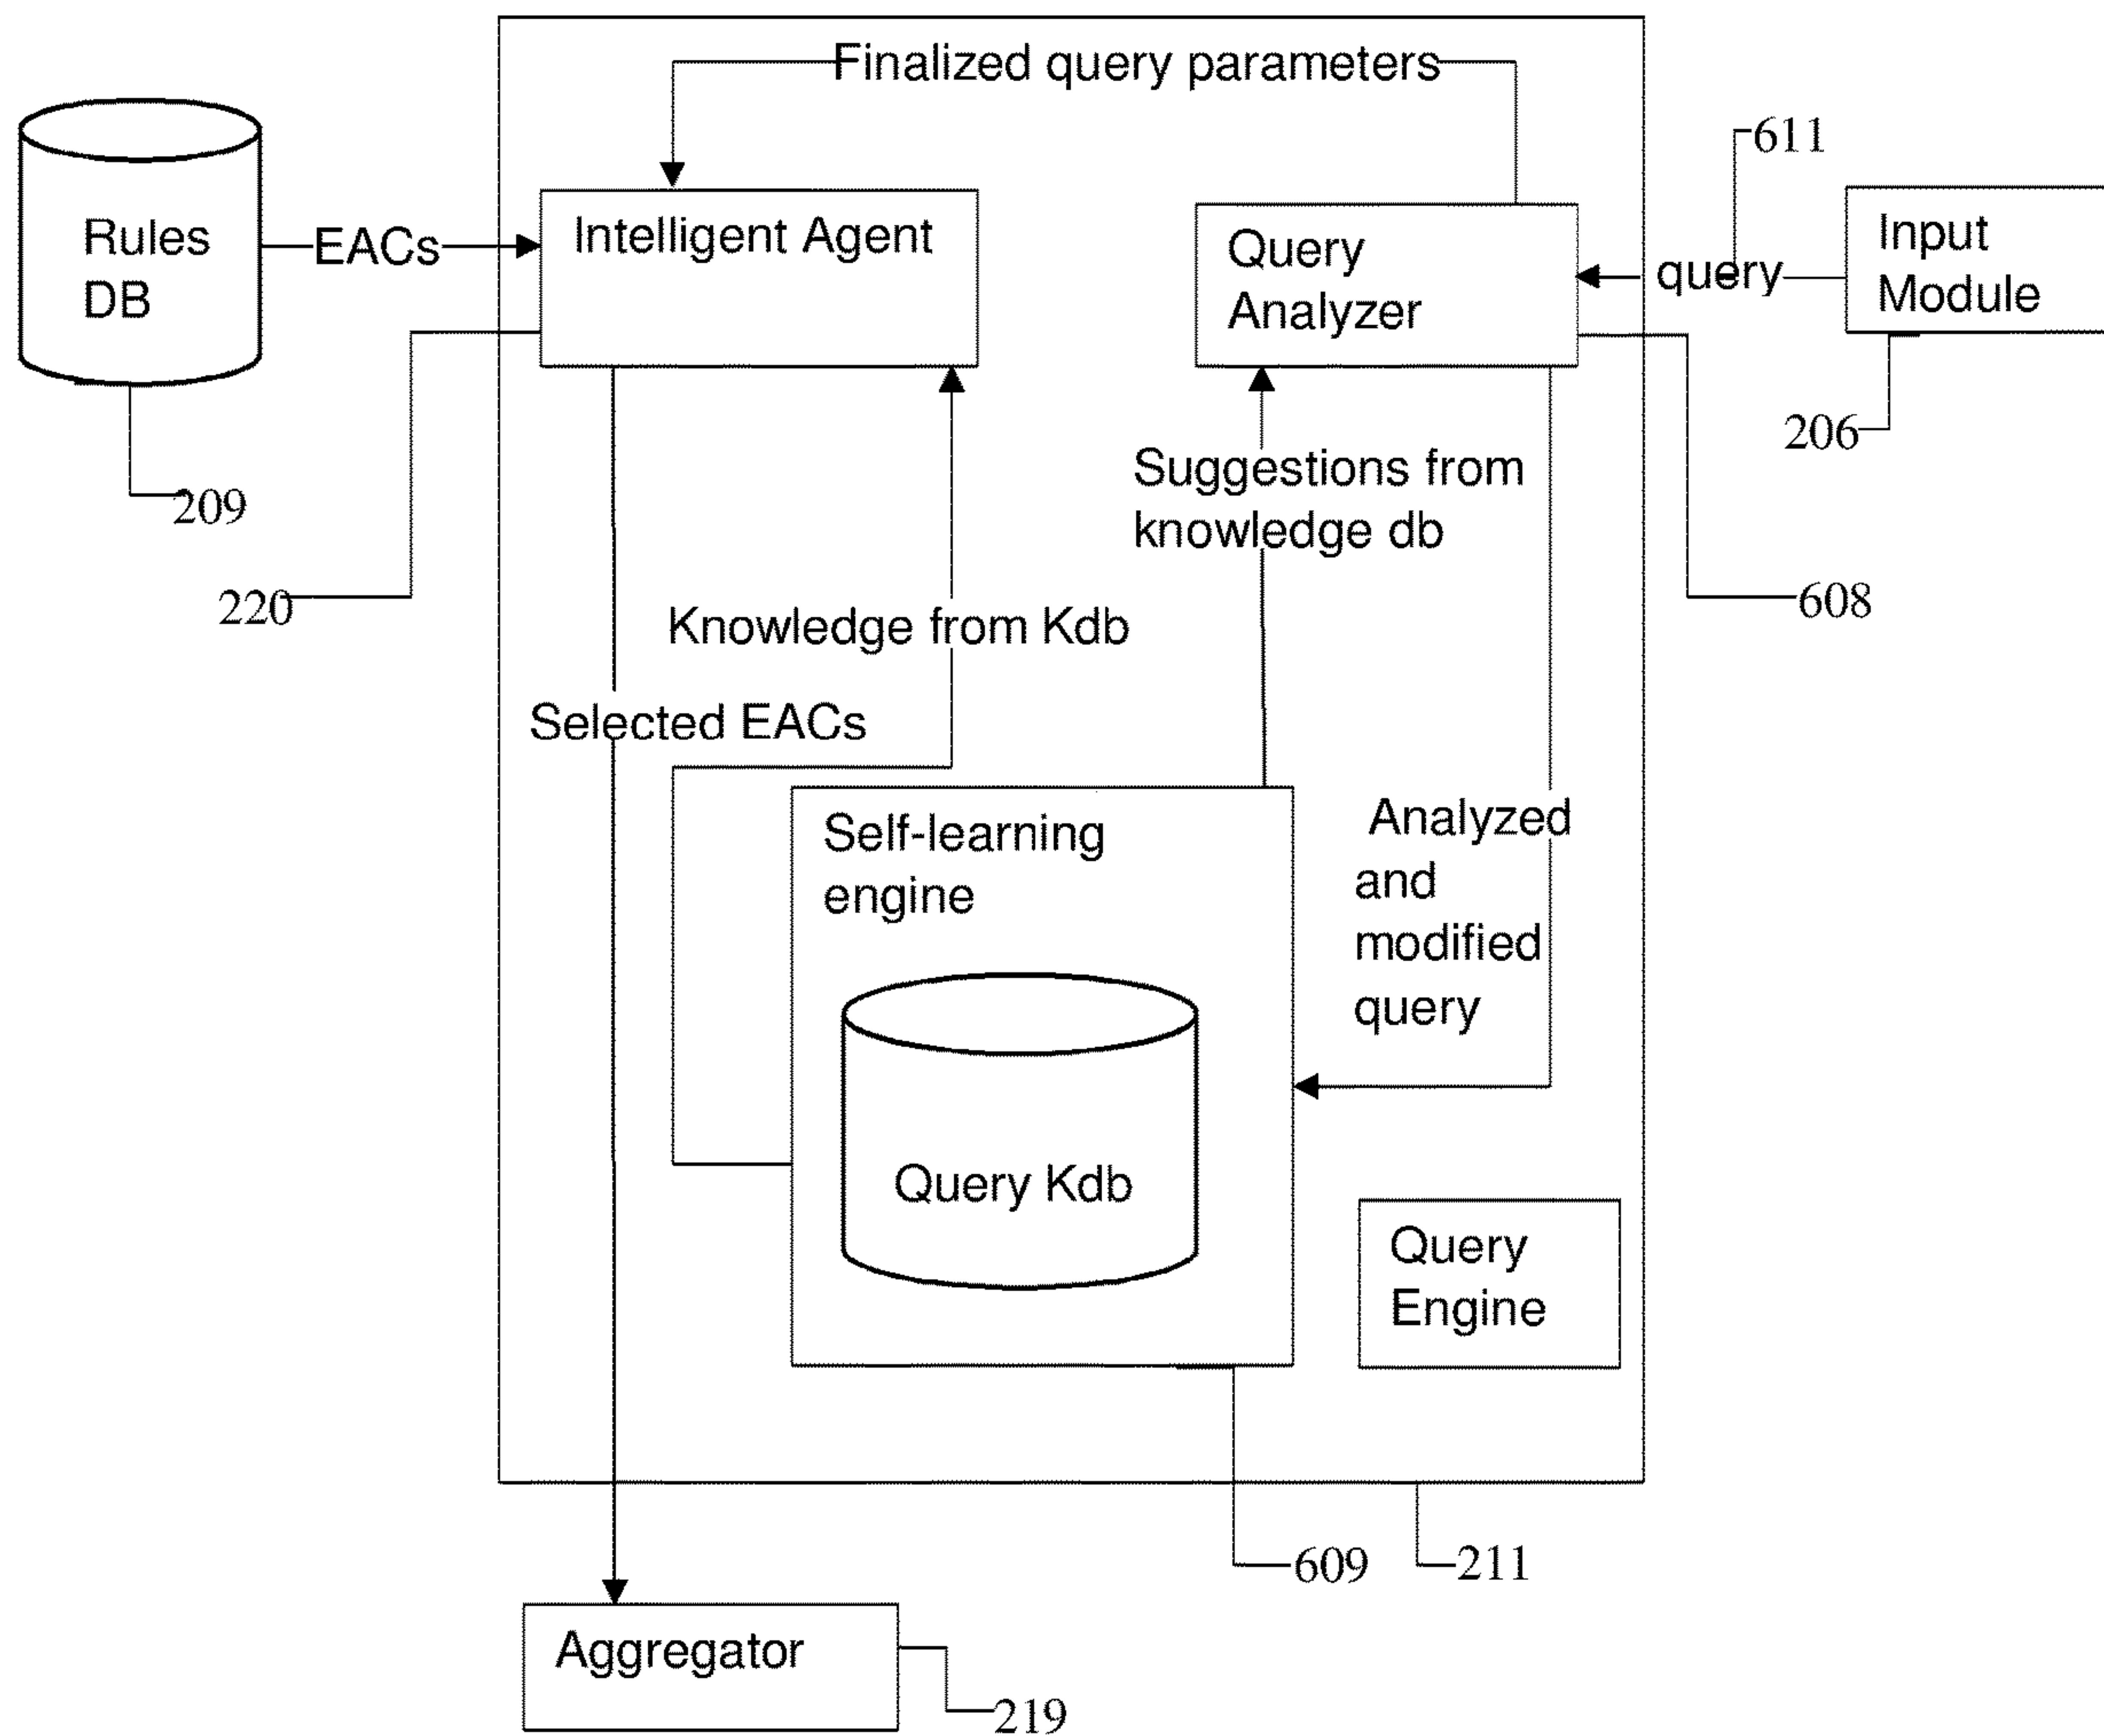 Finalized query parameters
611
Rules
DB
EACs
Intelligent Agent
Query
Analyzer
query
Input
Module
206
209
Suggestions from
knowledge db
220
608
Knowledge from Kdb
Selected EACs
Self-learning
engine
Analyzed
and
modified
query
Query Kdb
Query
Engine
609
211
Aggregator
219